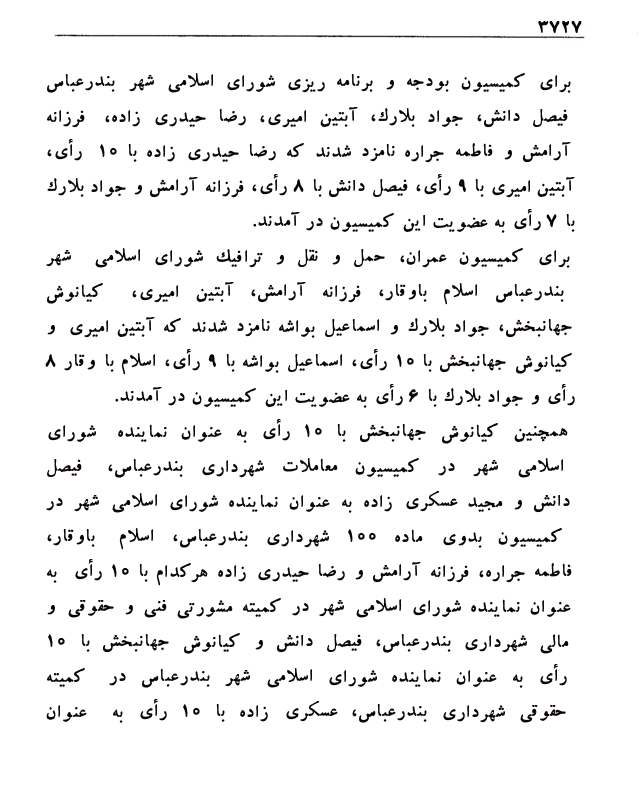 ۳۷۲۷
برای کمیسیون بودجه و برنامه ریزی شورای اسلامی شهر بندرعباس
فیصل دانش، جواد بلارك، آبتین امیری، رضا حیدری زاده، فرزانه
آرامش و فاطمه جراره نامزد شدند که رضا حیدری زاده با ۱۰ رأی،
آبتین امیری با ۹ رأی، فیصل دانش با ۸ رأی، فرزانه آرامش و جواد بلارك
با ۷ رأی به عضویت این کمیسیون در آمدند.
برای کمیسیون عمران، حمل و نقل و ترافیك شورای اسلامی شهر
بندرعباس اسلام باوقار، فرزانه آرامش، آبتین امیری، کیانوش
جهانبخش، جواد بلارك و اسماعیل بواشه نامزد شدند که آبتین امیری و
کیانوش جهانبخش با ۱۰ رأی، اسماعیل بواشه با ۹ رأی، اسلام با وقار ۸
رأی و جواد بلارك با ۶ رأی به عضویت این کمیسیون در آمدند.
همچنین کیانوش جهانبخش با ۱۰ رأی به عنوان نماینده شورای
اسلامی شهر در کمیسیون معاملات شهرداری بندرعباس، فیصل
دانش و مجید عسکری زاده به عنوان نماینده شورای اسلامی شهر در
کمیسیون بدوی ماده ۱۰۰ شهرداری بندرعباس، اسلام باوقار،
فاطمه جراره، فرزانه آرامش و رضا حیدری زاده هرکدام با ۱۰ رأی به
عنوان نماینده شورای اسلامی شهر در کمیته مشورتی فنی و حقوقی و
مالی شهرداری بندرعباس، فیصل دانش و کیانوش جهانبخش با ۱۰
رأی به عنوان نماینده شورای اسلامی شهر بندرعباس در کمیته
حقوقی شهرداری بندرعباس، عسکری زاده با ۱۰ رأی به عنوان